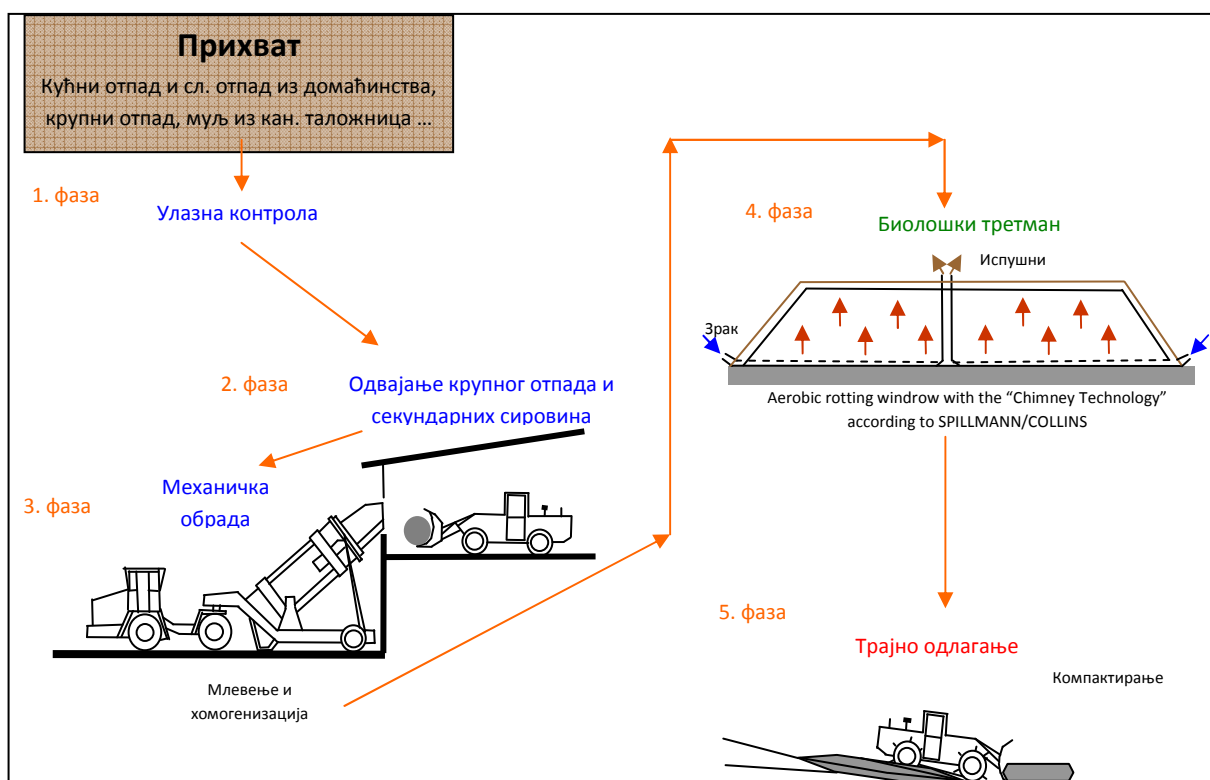 Прихват
Кућни отпад и сл. отпад из домаћинства,
крупни отпад, муљ из кан. таложница ...
1. фаза
Улазна контрола
2. фаза
Одвајање крупног отпада и
секундарних сировина
3. фаза
Механичка
обрада
Млевење и
хомогенизација
4. фаза
Биолошки третман
Испушни
Зрак
Aerobic rotting windrow with the “Chimney Technology”
according to SPILLMANN/COLLINS
5. фаза
Трајно одлагање
Компактирање